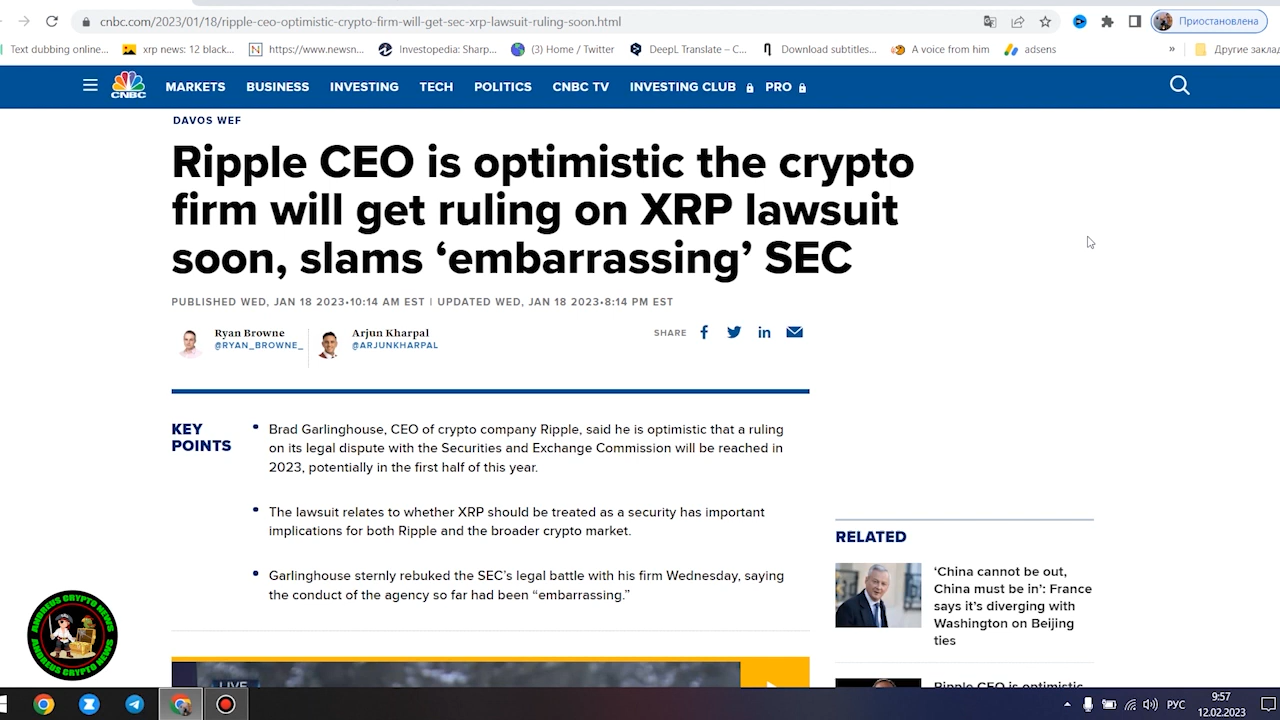 cnbc.com/2023/01/18/ripple-ceo-optimistic-crypto-firm-will-get-sec-xrp-lawsuit-ruling-soon.html
Приостановлена
Text dubbing online...
xrp news: 12 black...
https://www.newsn...
Investopedia: Sharp...
(3) Home / Twitter
DeepL Translate – C...
Download subtitles...
A voice from him
adsens
»
Другие заклад
CNBC
MARKETS
BUSINESS
INVESTING
TECH
POLITICS
CNBC TV
INVESTING CLUB
PRO
DAVOS WEF
Ripple CEO is optimistic the crypto
firm will get ruling on XRP lawsuit
soon, slams ‘embarrassing’ SEC
PUBLISHED WED, JAN 18 2023•10:14 AM EST | UPDATED WED, JAN 18 2023•8:14 PM EST
Ryan Browne
@RYAN_BROWNE_
Arjun Kharpal
@ARJUNKHARPAL
SHARE
KEY
POINTS
Brad Garlinghouse, CEO of crypto company Ripple, said he is optimistic that a ruling
on its legal dispute with the Securities and Exchange Commission will be reached in
2023, potentially in the first half of this year.
The lawsuit relates to whether XRP should be treated as a security has important
implications for both Ripple and the broader crypto market.
Garlinghouse sternly rebuked the SEC’s legal battle with his firm Wednesday, saying
the conduct of the agency so far had been “embarrassing.”
RELATED
‘China cannot be out,
China must be in’: France
says it’s diverging with
Washington on Beijing
ties
Ripple CEO is optimistic
LIVE
ANDREUS CRYPTO NEWS
ANDREUS CRYPTO NEWS
РУС
9:57
12.02.2023